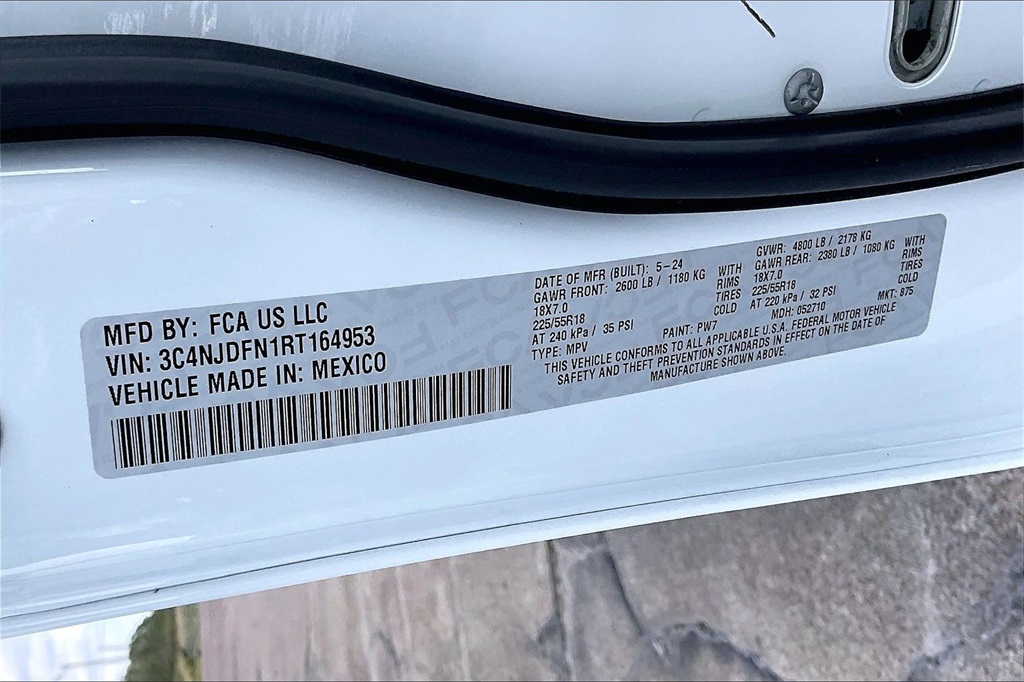 MFD BY: FCA US LLC
VIN: 3C4NJDFN1RT164953
VEHICLE MADE IN: MEXICO
DATE OF MFR (BUILT): 5-24
GAWR FRONT: 2600 LB / 1180 KG WITH
18X7.0 RIMS
225/55R18 TIRES
AT 240 kPa / 35 PSI COLD
TYPE: MPV PAINT: PW7
GVWR: 4800 LB / 2178 KG
GAWR REAR: 2380 LB / 1080 KG WITH
18X7.0 RIMS
225/55R18 TIRES
AT 220 kPa / 32 PSI COLD
MDH: 052710 MKT: 875
THIS VEHICLE CONFORMS TO ALL APPLICABLE U.S.A. FEDERAL MOTOR VEHICLE
SAFETY AND THEFT PREVENTION STANDARDS IN EFFECT ON THE DATE OF
MANUFACTURE SHOWN ABOVE.